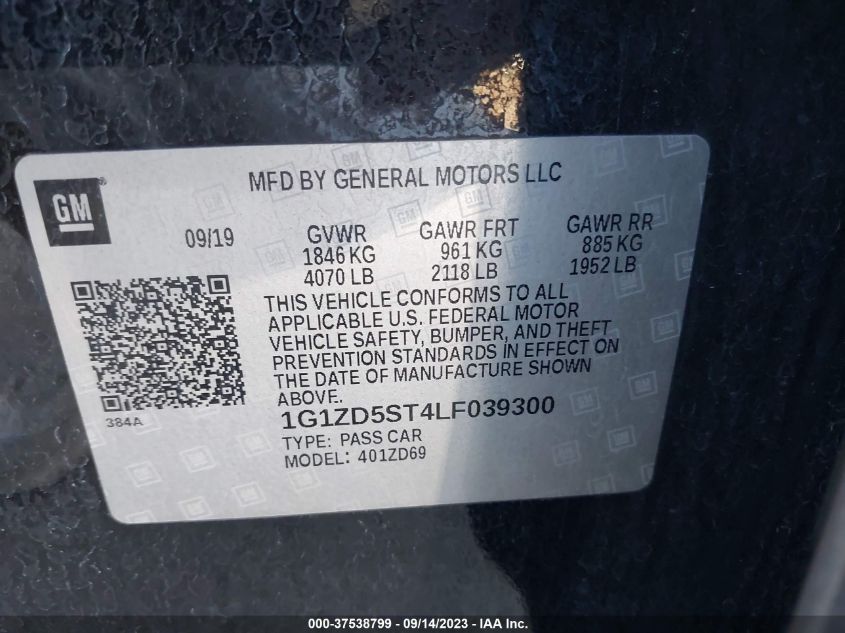 MFD BY GENERAL MOTORS LLC
GM
09/19
GVWR GAWR FRT GAWR RR
1846 KG 961 KG 885 KG
4070 LB 2118 LB 1952 LB
THIS VEHICLE CONFORMS TO ALL
APPLICABLE U.S. FEDERAL MOTOR
VEHICLE SAFETY, BUMPER, AND THEFT
PREVENTION STANDARDS IN EFFECT ON
THE DATE OF MANUFACTURE SHOWN
ABOVE.
384A
1G1ZD5ST4LF039300
TYPE: PASS CAR
MODEL: 401ZD69
000-37538799 - 09/14/2023 - IAA Inc.